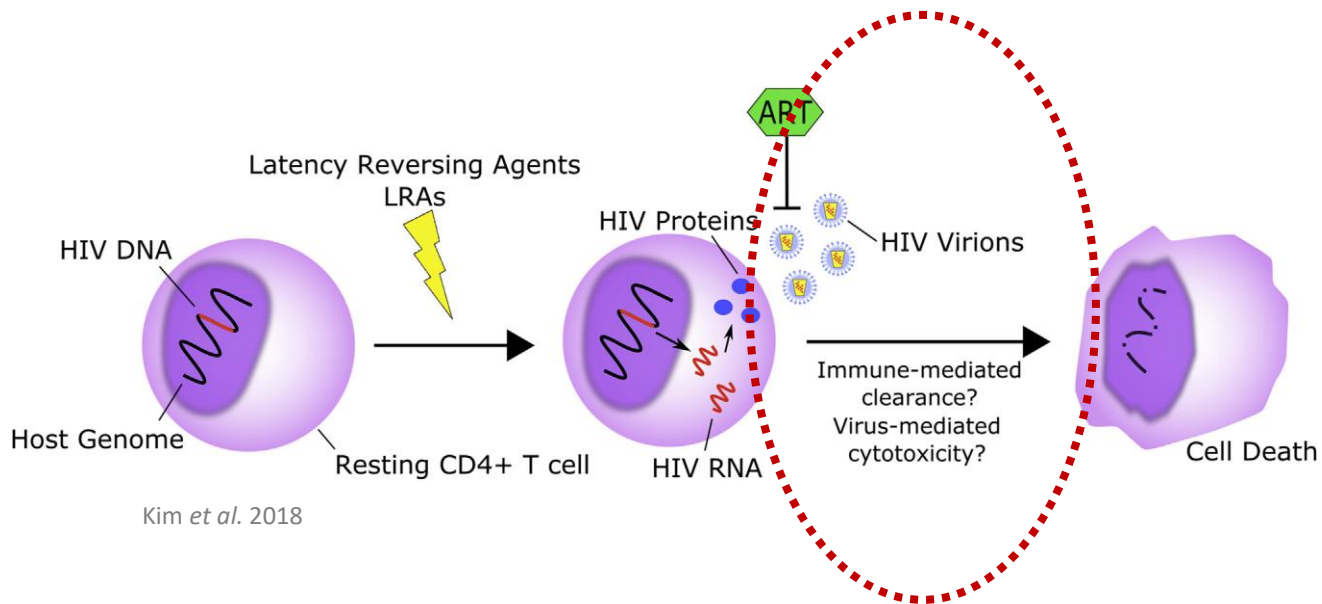 ART
Latency Reversing Agents
LRAs
HIV Proteins
HIV DNA
HIV Virions
Immune-mediated
clearance?
Virus-mediated
cytotoxicity?
Host Genome
Resting CD4+ T cell
HIV RNA
Cell Death
Kim et al. 2018